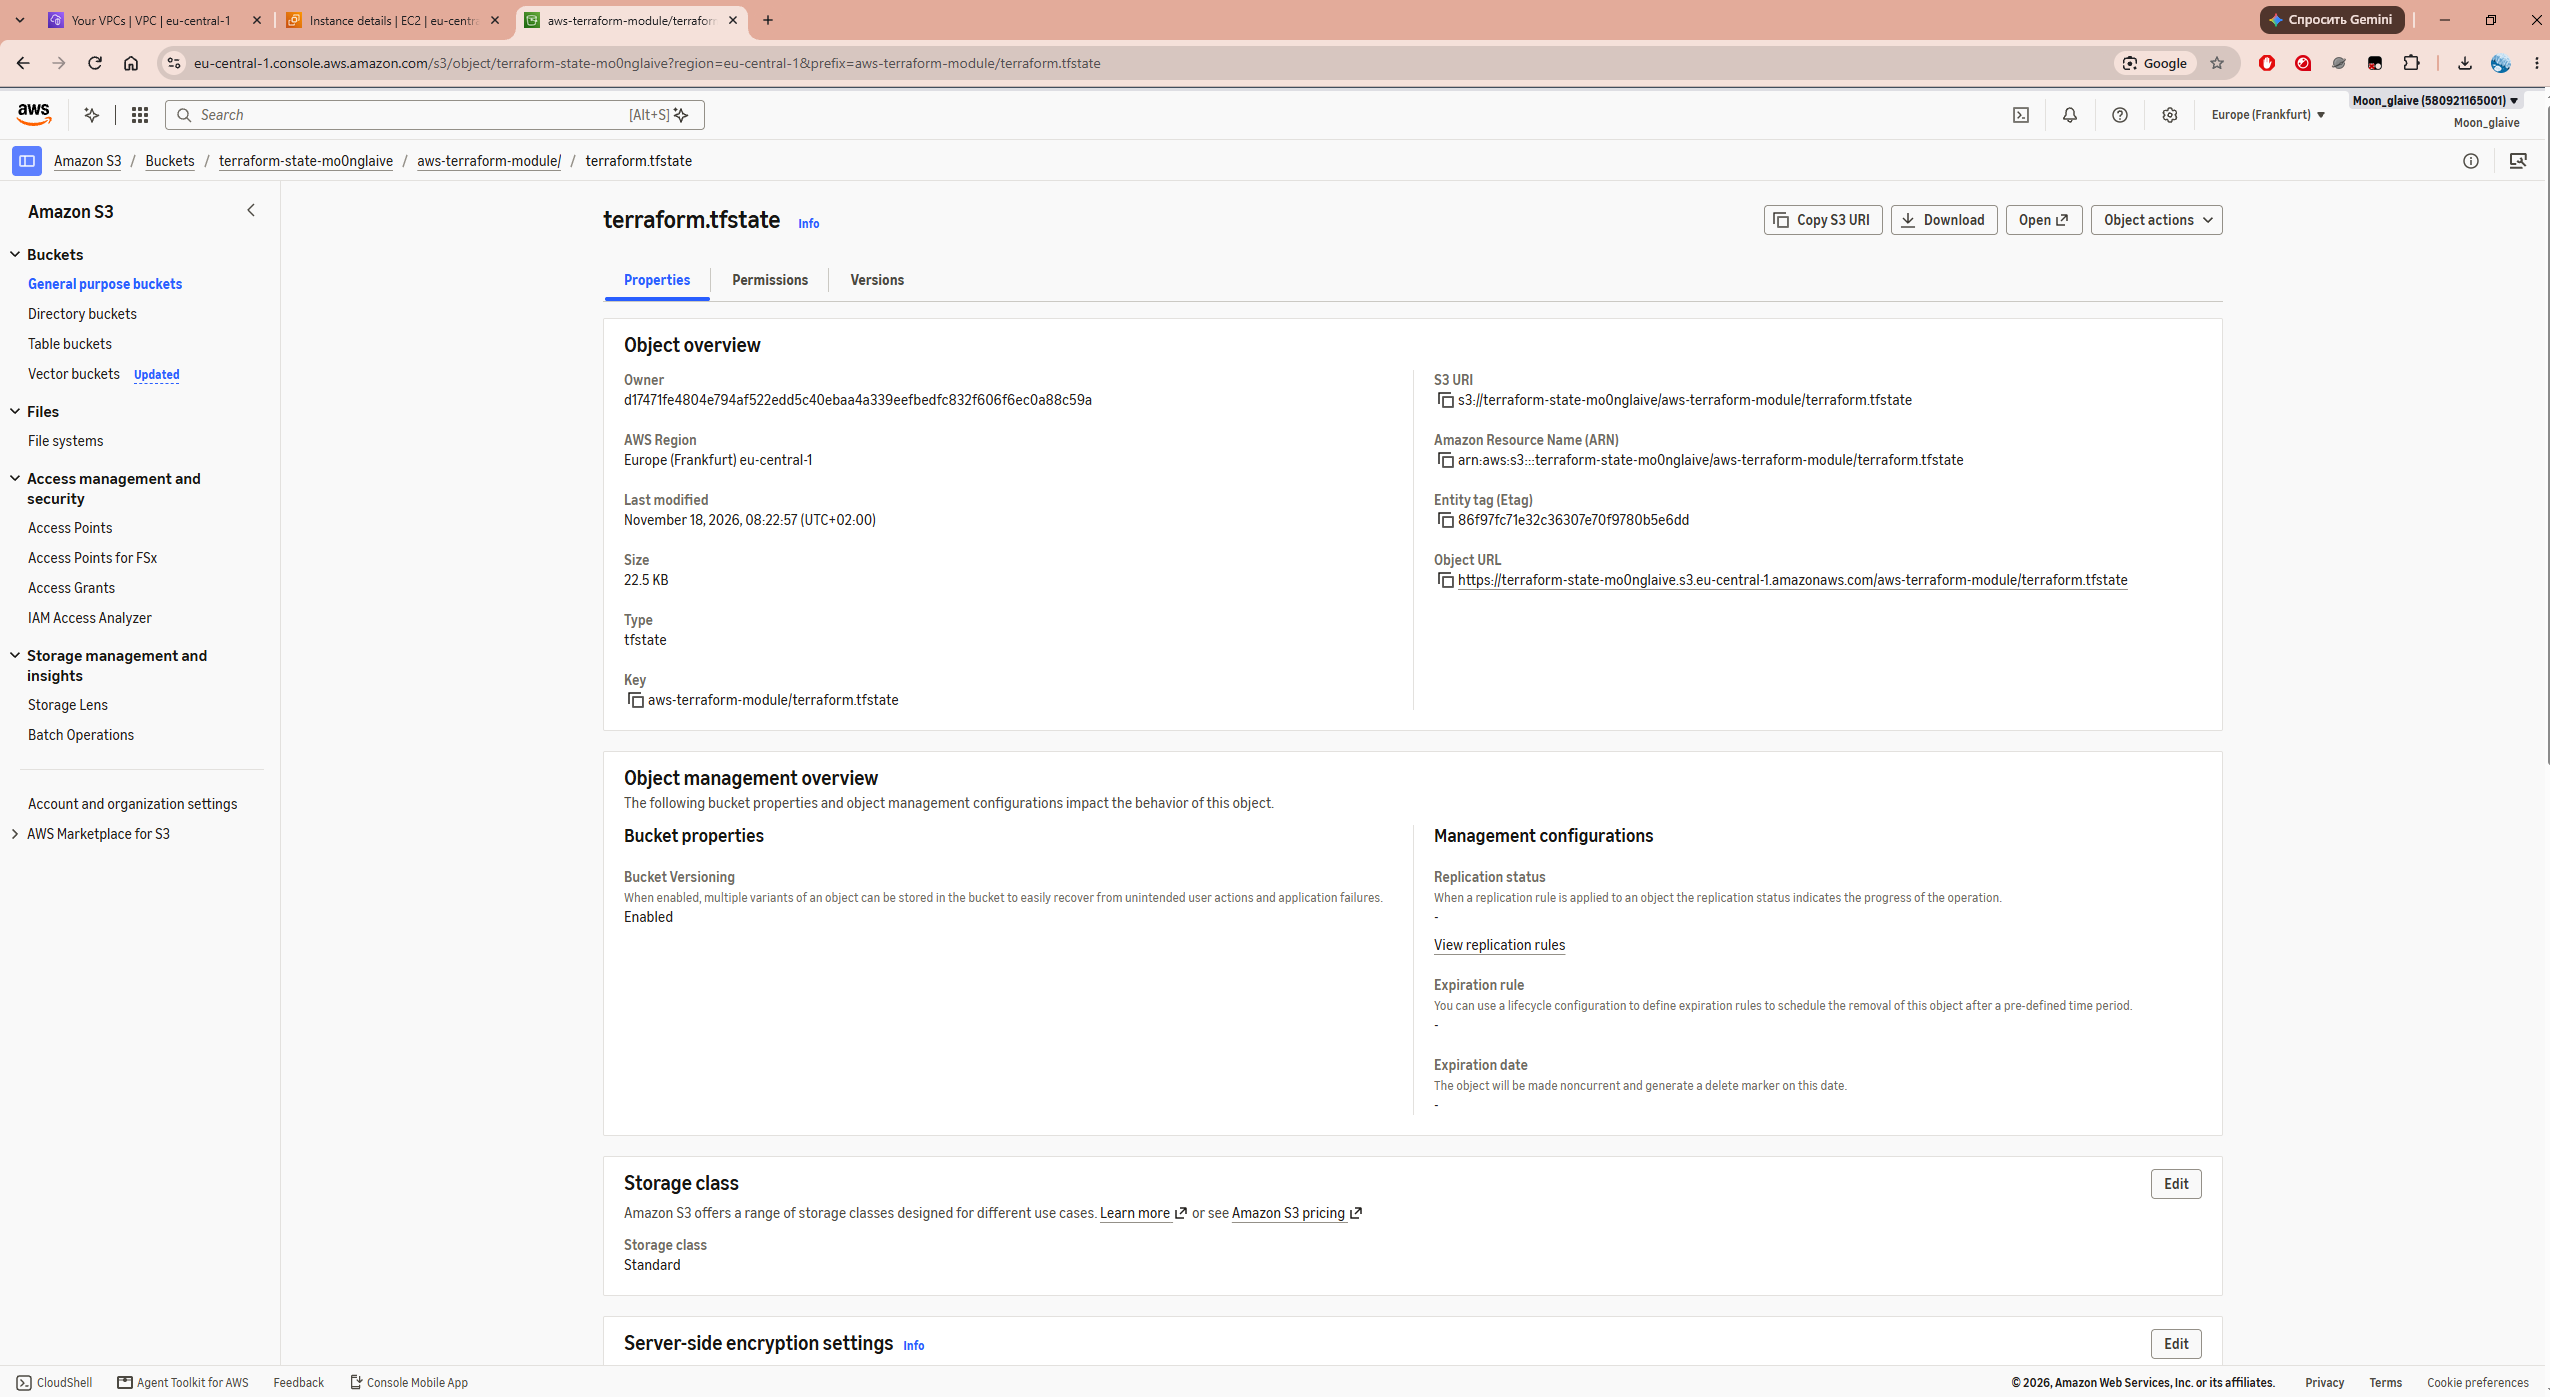 Your VPCs | VPC | eu-central-1
Instance details | EC2 | eu-centra
aws-terraform-module/terraform
Спросить Gemini
eu-central-1.console.aws.amazon.com/s3/object/terraform-state-mo0nglaive?region=eu-central-1&prefix=aws-terraform-module/terraform.tfstate
Google
aws
Search
[Alt+S]
Europe (Frankfurt)
Moon_glaive (580921165001)
Moon_glaive
Amazon S3 / Buckets / terraform-state-mo0nglaive / aws-terraform-module/ / terraform.tfstate
Amazon S3
Buckets
General purpose buckets
Directory buckets
Table buckets
Vector buckets Updated
Files
File systems
Access management and
security
Access Points
Access Points for FSx
Access Grants
IAM Access Analyzer
Storage management and
insights
Storage Lens
Batch Operations
Account and organization settings
AWS Marketplace for S3
terraform.tfstate Info
Copy S3 URI
Download
Open
Object actions
Properties
Permissions
Versions
Object overview
Owner
d17471fe4804e794af522edd5c40ebaa4a339eefbedfc832f606f6ec0a88c59a
AWS Region
Europe (Frankfurt) eu-central-1
Last modified
November 18, 2026, 08:22:57 (UTC+02:00)
Size
22.5 KB
Type
tfstate
Key
aws-terraform-module/terraform.tfstate
S3 URI
s3://terraform-state-mo0nglaive/aws-terraform-module/terraform.tfstate
Amazon Resource Name (ARN)
arn:aws:s3:::terraform-state-mo0nglaive/aws-terraform-module/terraform.tfstate
Entity tag (Etag)
86f97fc71e32c36307e70f9780b5e6dd
Object URL
https://terraform-state-mo0nglaive.s3.eu-central-1.amazonaws.com/aws-terraform-module/terraform.tfstate
Object management overview
The following bucket properties and object management configurations impact the behavior of this object.
Bucket properties
Bucket Versioning
When enabled, multiple variants of an object can be stored in the bucket to easily recover from unintended user actions and application failures.
Enabled
Management configurations
Replication status
When a replication rule is applied to an object the replication status indicates the progress of the operation.
-
View replication rules
Expiration rule
You can use a lifecycle configuration to define expiration rules to schedule the removal of this object after a pre-defined time period.
-
Expiration date
The object will be made noncurrent and generate a delete marker on this date.
-
Storage class
Edit
Amazon S3 offers a range of storage classes designed for different use cases. Learn more or see Amazon S3 pricing
Storage class
Standard
Server-side encryption settings Info
Edit
CloudShell
Agent Toolkit for AWS
Feedback
Console Mobile App
© 2026, Amazon Web Services, Inc. or its affiliates.
Privacy
Terms
Cookie preferences